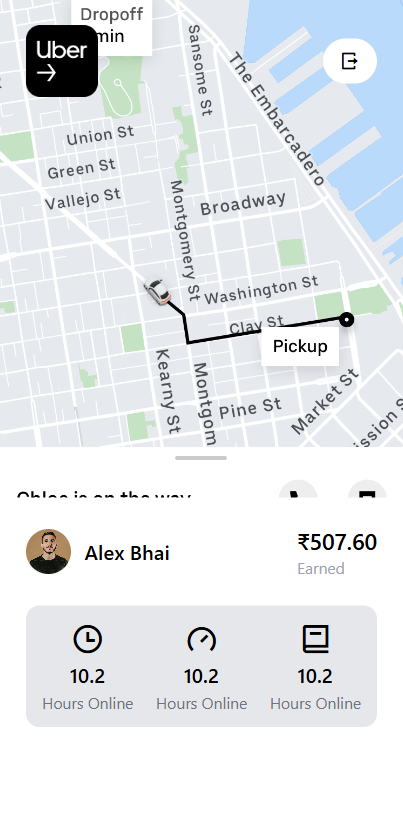 Dropoff
min
Uber
Sansome St
The Embarcadero
Union St
Green St
Vallejo St
Broadway
Montgomery St
Washington St
Clay St
Pickup
Kearny St
Montgom
Pine St
Market St
ission S
Chloe is on the way
Alex Bhai
₹507.60
Earned
10.2
10.2
10.2
Hours Online
Hours Online
Hours Online